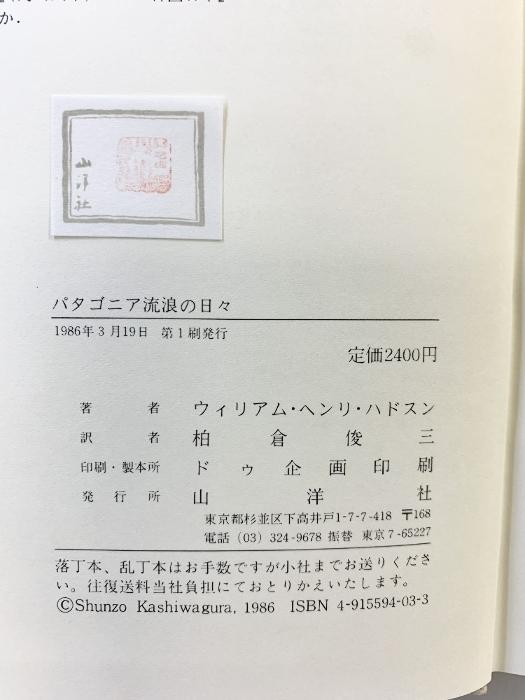 か.
山洋社
パタゴニア流浪の日々
1986年3月19日 第1刷発行
定価2400円
著者 ウィリアム・ヘンリ・ハドスン
訳者 柏倉俊三
印刷・製本所 ドゥ企画印刷
発行所 山洋社
東京都杉並区下高井戸1-7-7-418 〒168
電話 (03) 324-9678 振替 東京7-65227
落丁本、乱丁本はお手数ですが小社までお送りくださ
い。往復送料当社負担にておとりかえいたします。
©Shunzo Kashiwagura, 1986 ISBN 4-915594-03-3